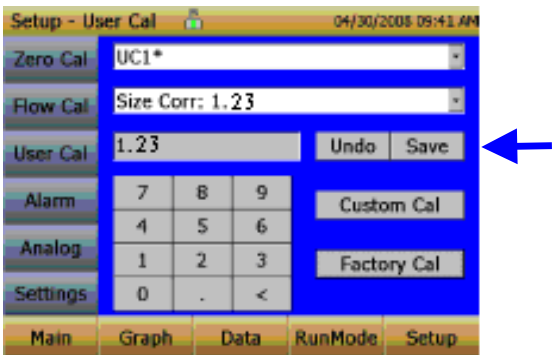 Setup - User Cal 04/30/2008 09:41 AM
Zero Cal UC1*
Flow Cal Size Corr: 1.23
User Cal 1.23 Undo Save
Alarm 7 8 9 Custom Cal
4 5 6
Analog 1 2 3 Factory Cal
Settings 0 . <
Main Graph Data RunMode Setup